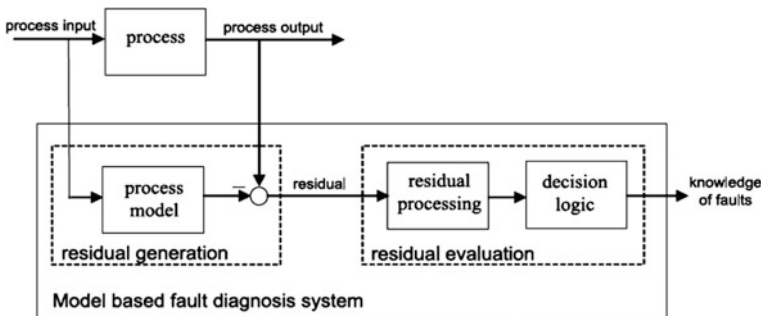 process input
process
process output
process
model
–
residual
residual
processing
decision
logic
knowledge
of faults
residual generation
residual evaluation
Model based fault diagnosis system